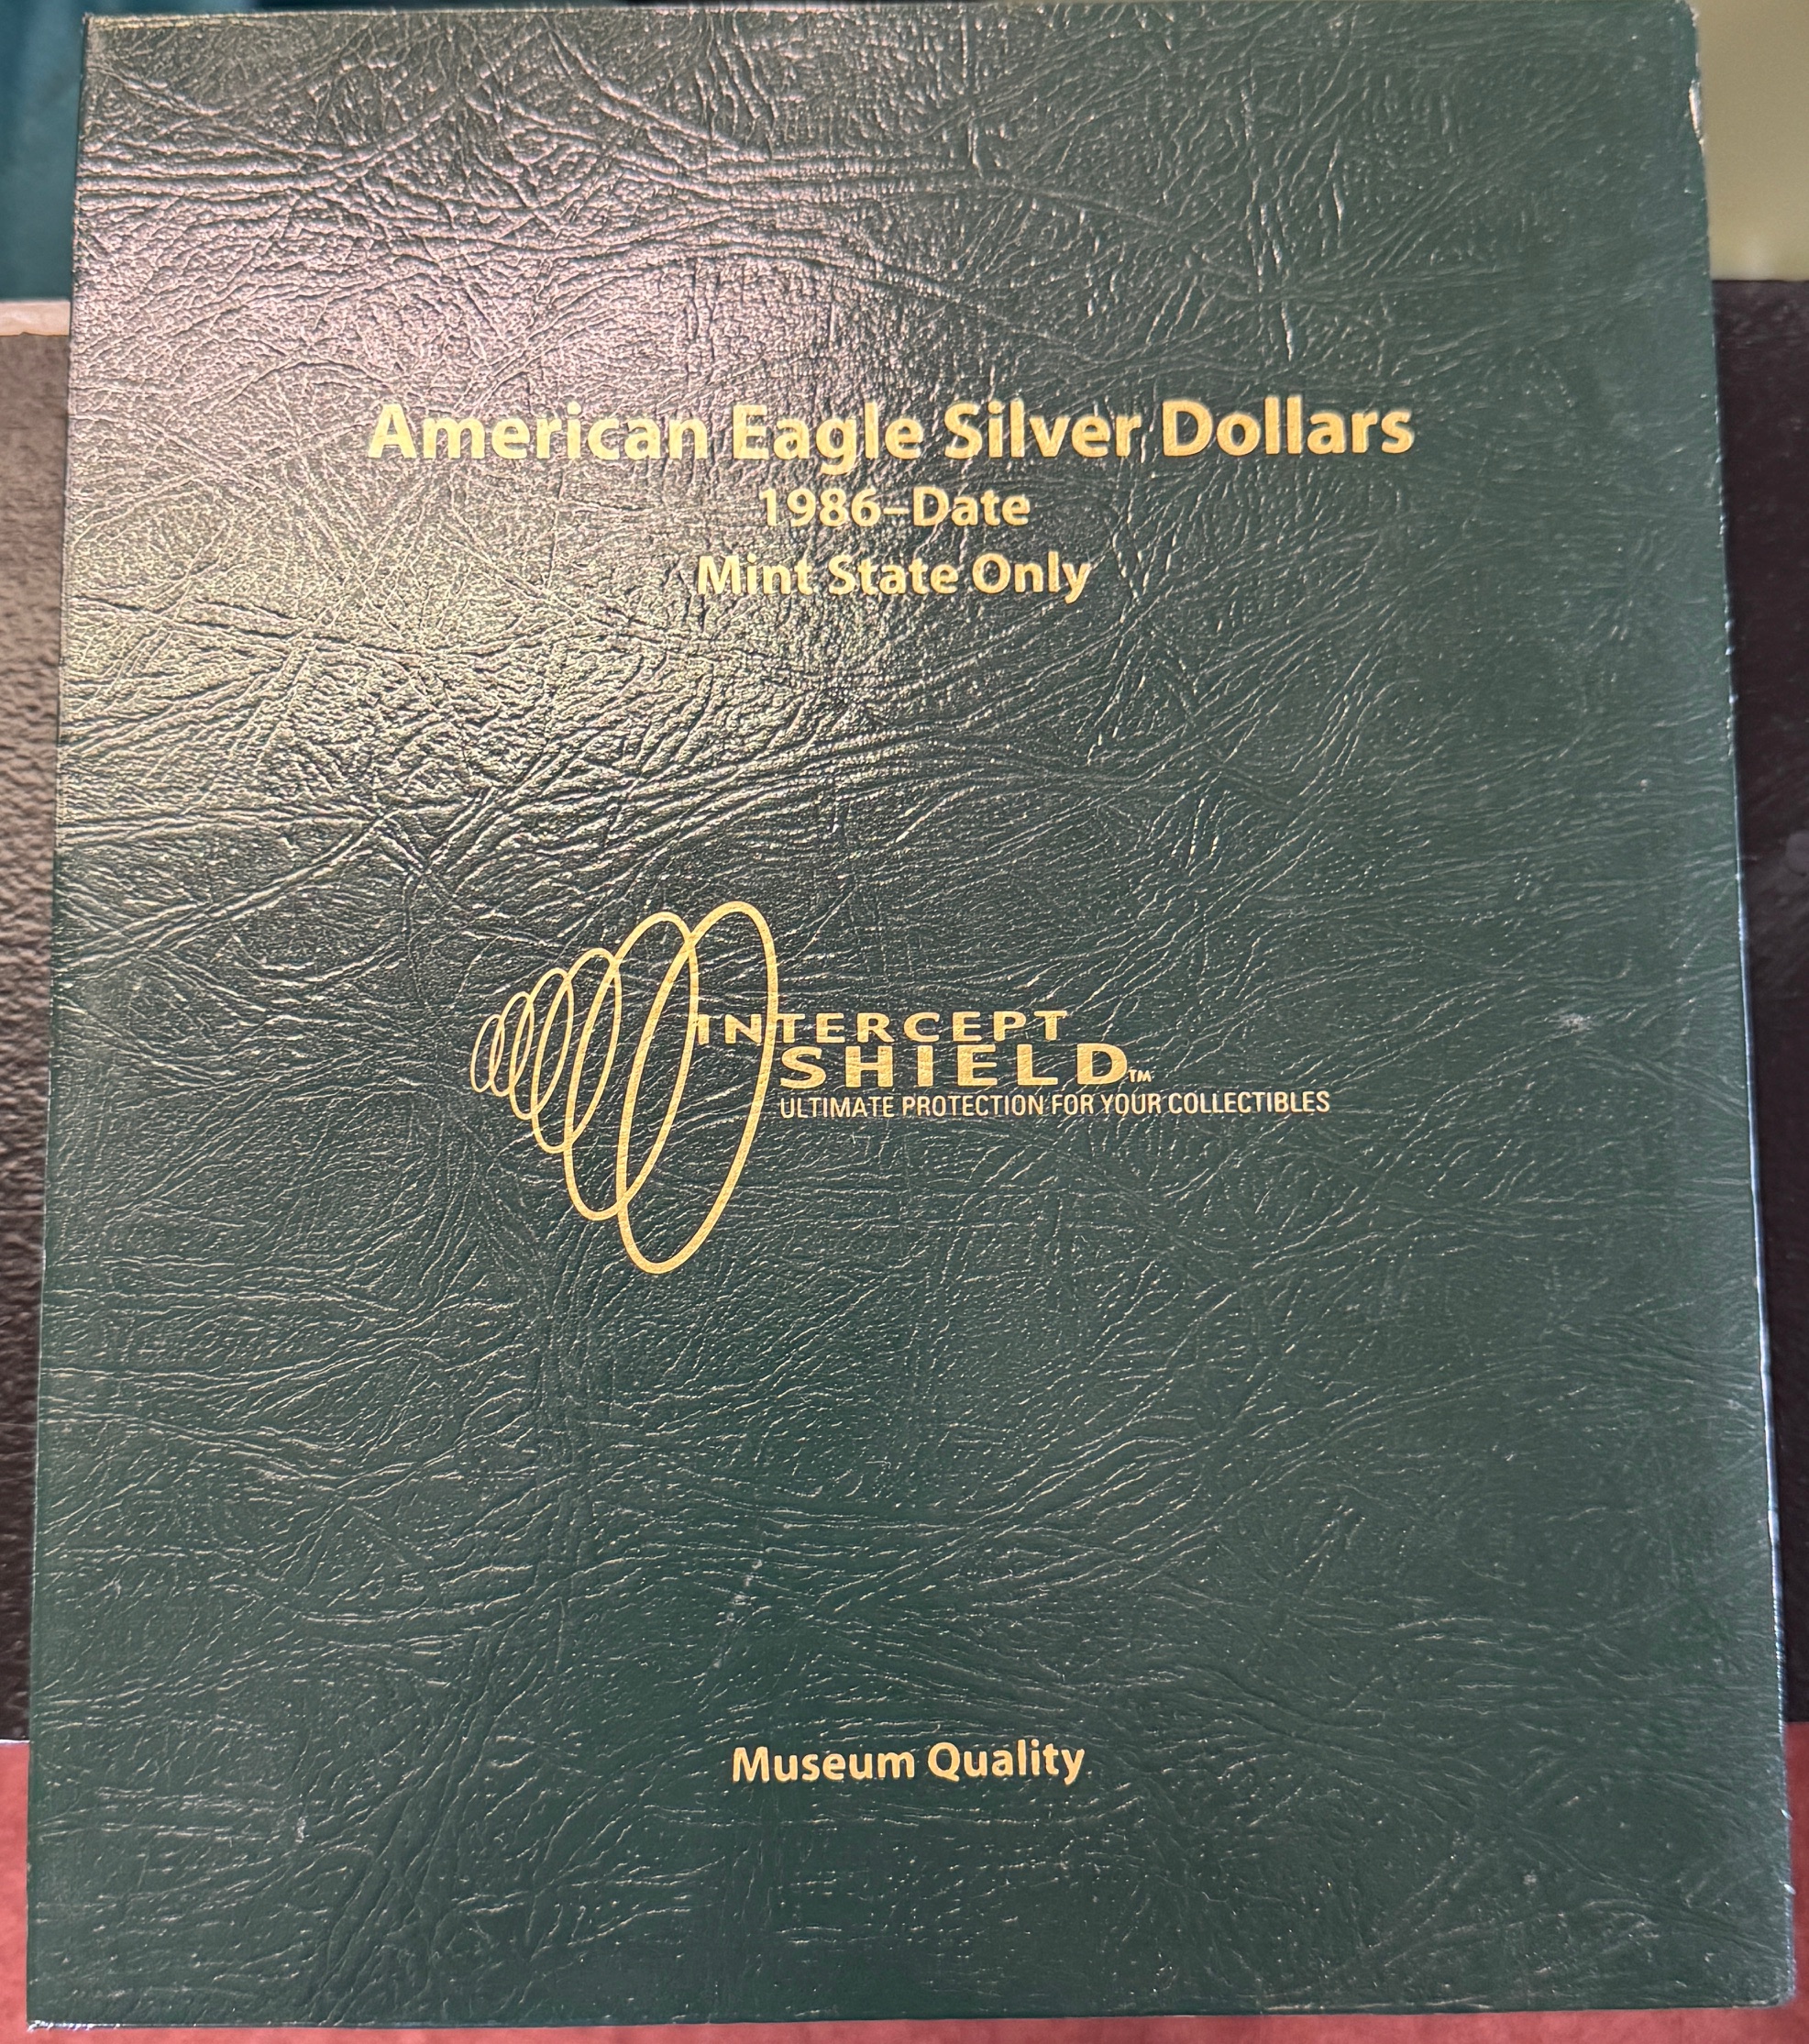 American Eagle Silver Dollars
1986–Date
Mint State Only
INTERCEPT
SHIELD™
ULTIMATE PROTECTION FOR YOUR COLLECTIBLES
Museum Quality